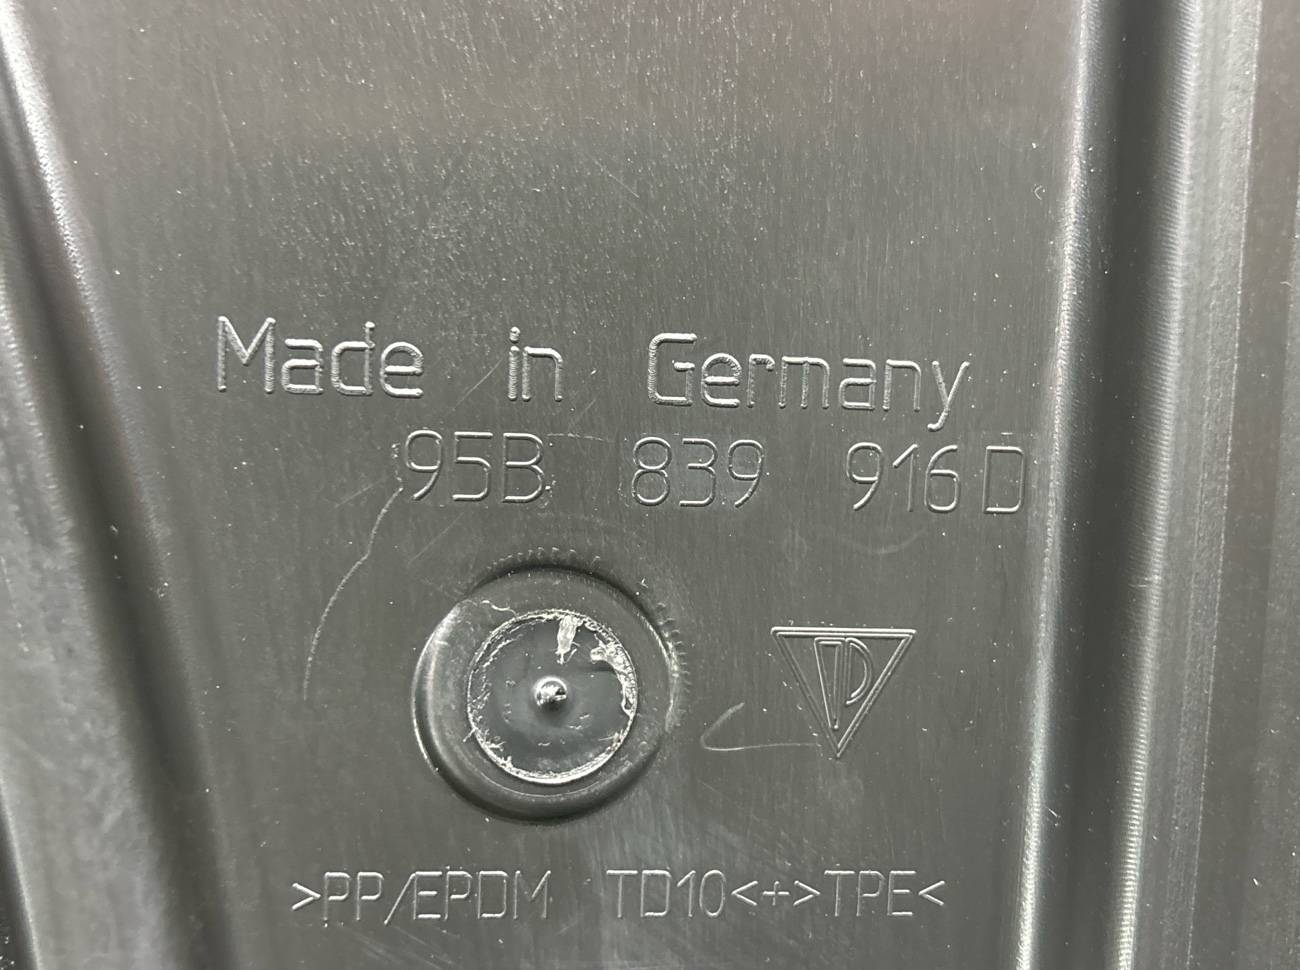 Made in Germany
95B 839 916 D
>PP/EPDM TD10<+>TPE<